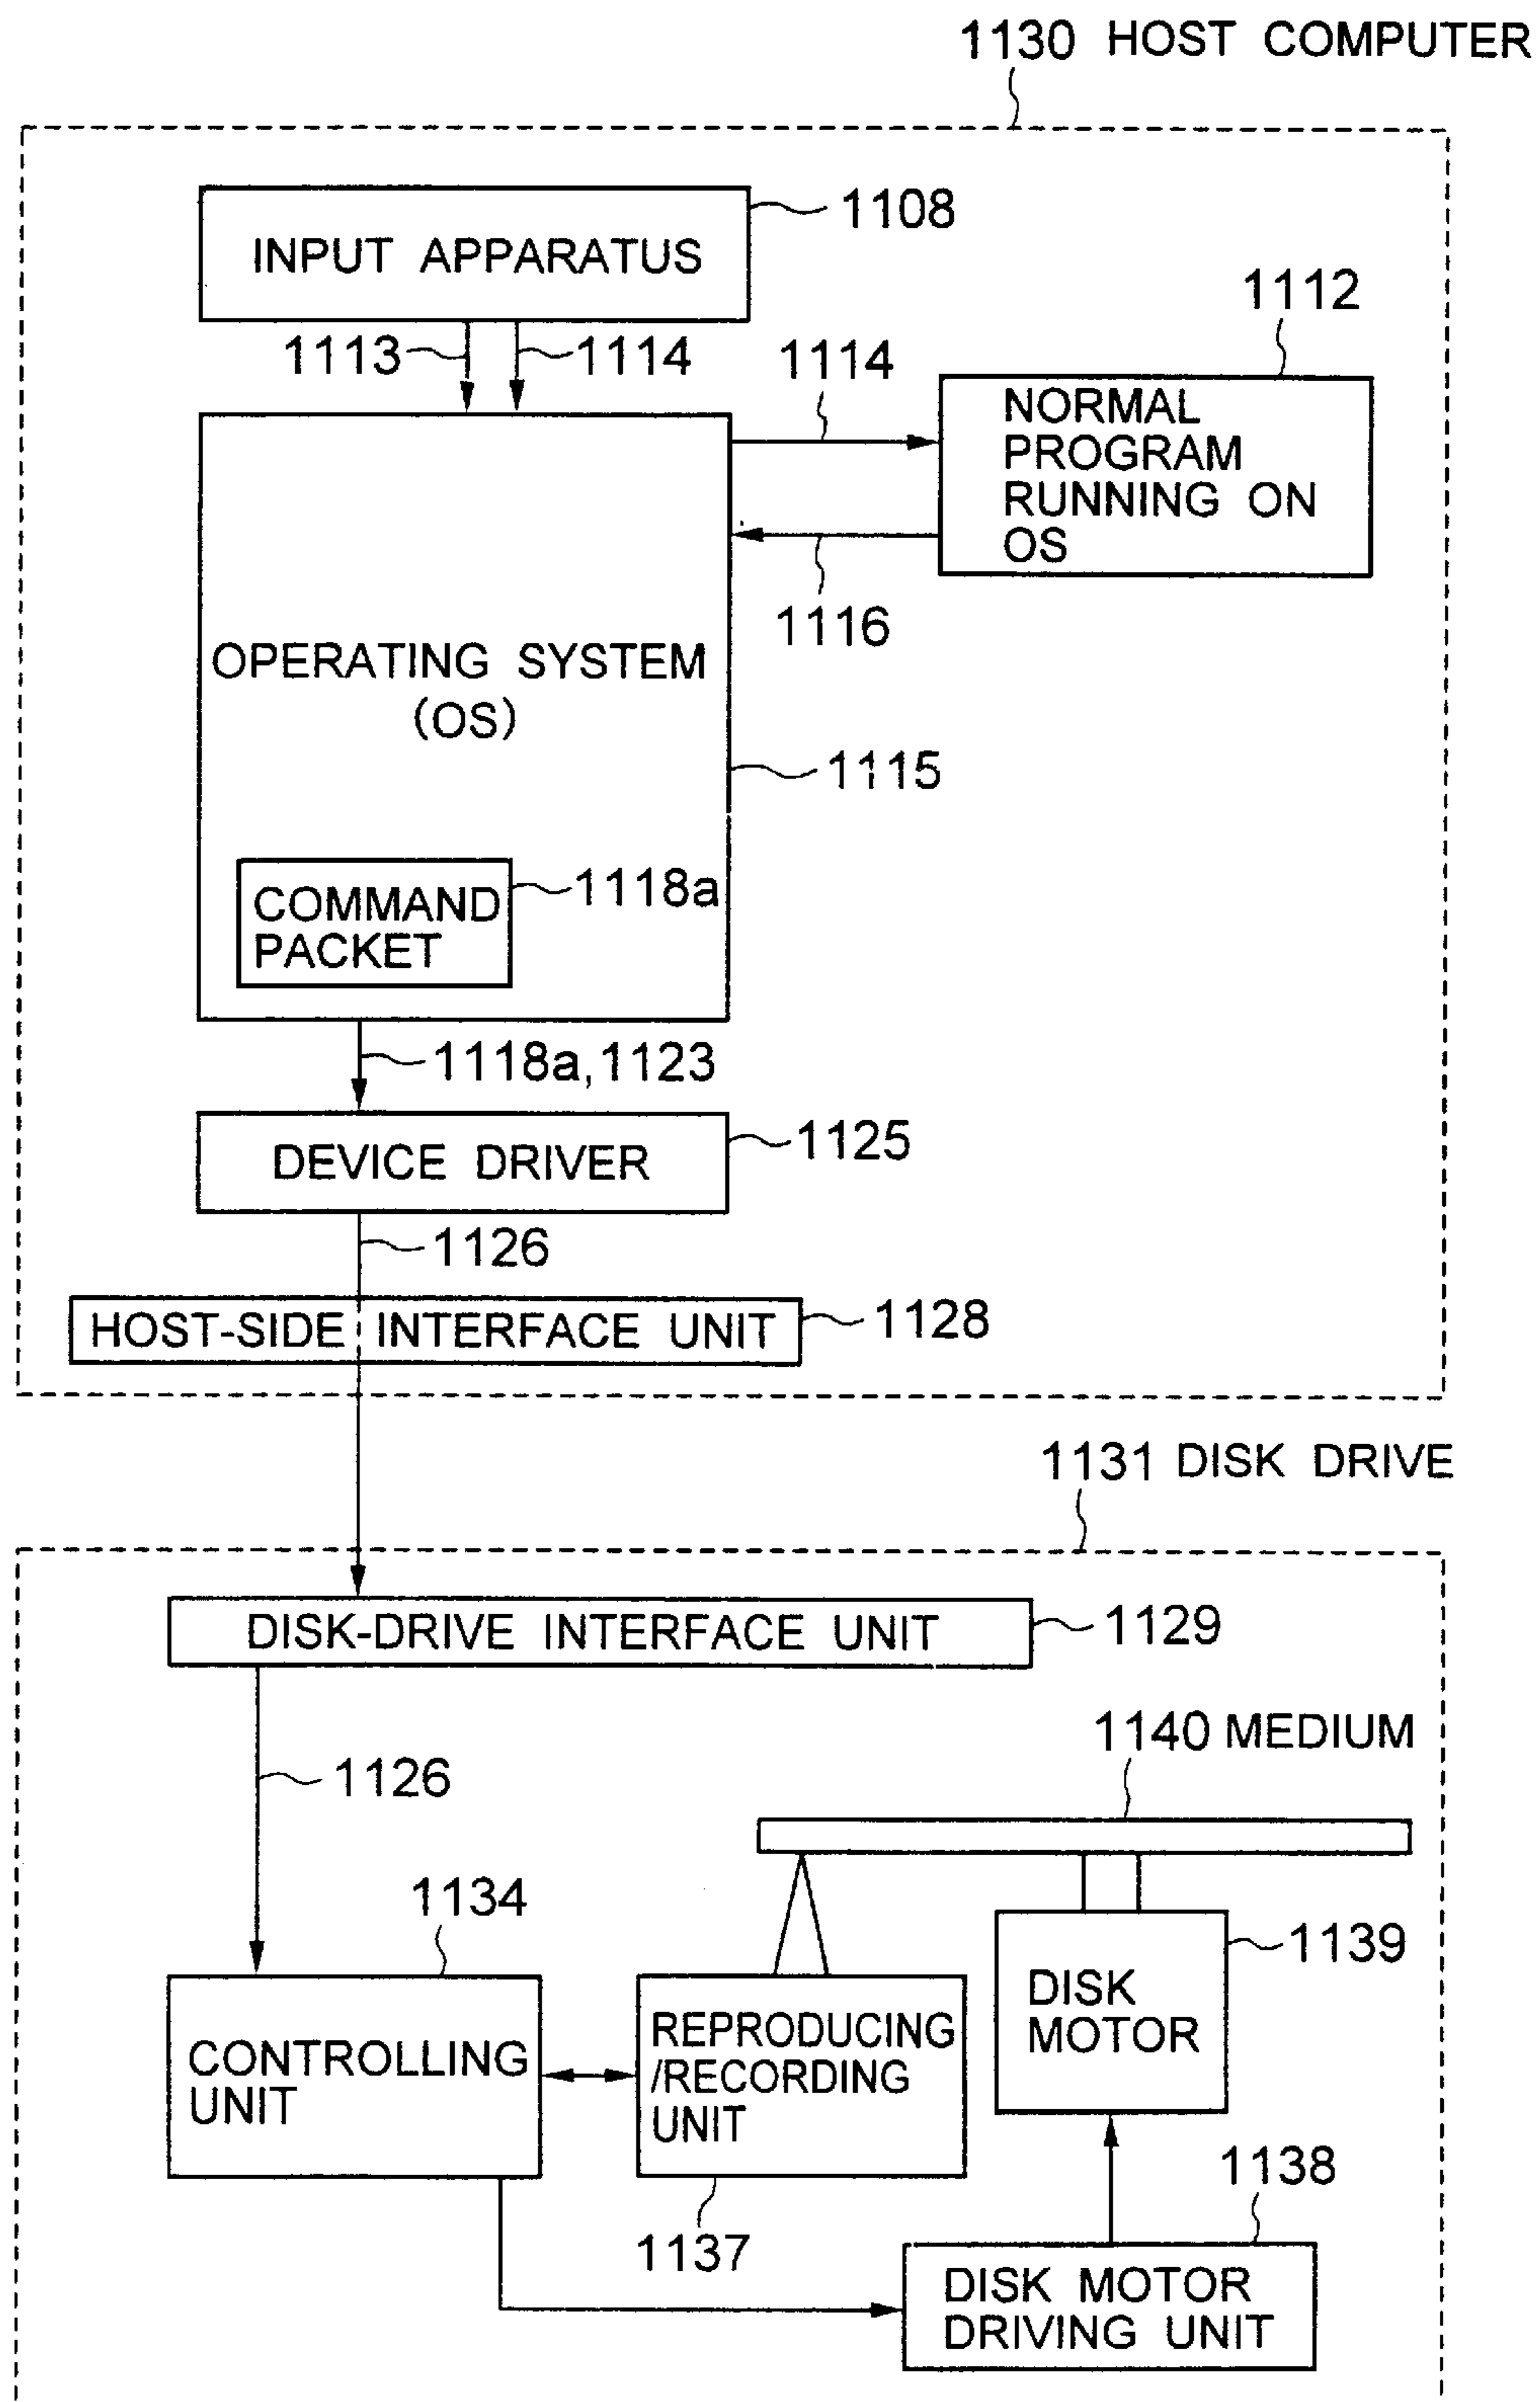 1130 HOST COMPUTER
INPUT APPARATUS
1108
1113
1114
1114
1112
NORMAL
PROGRAM
RUNNING ON
OS
1116
OPERATING SYSTEM
(OS)
1115
COMMAND
PACKET
1118a
1118a,1123
DEVICE DRIVER
1125
1126
HOST-SIDE INTERFACE UNIT
1128
1131 DISK DRIVE
DISK-DRIVE INTERFACE UNIT
1129
1126
1140 MEDIUM
1134
CONTROLLING
UNIT
REPRODUCING
/RECORDING
UNIT
1137
DISK
MOTOR
1139
1138
DISK MOTOR
DRIVING UNIT